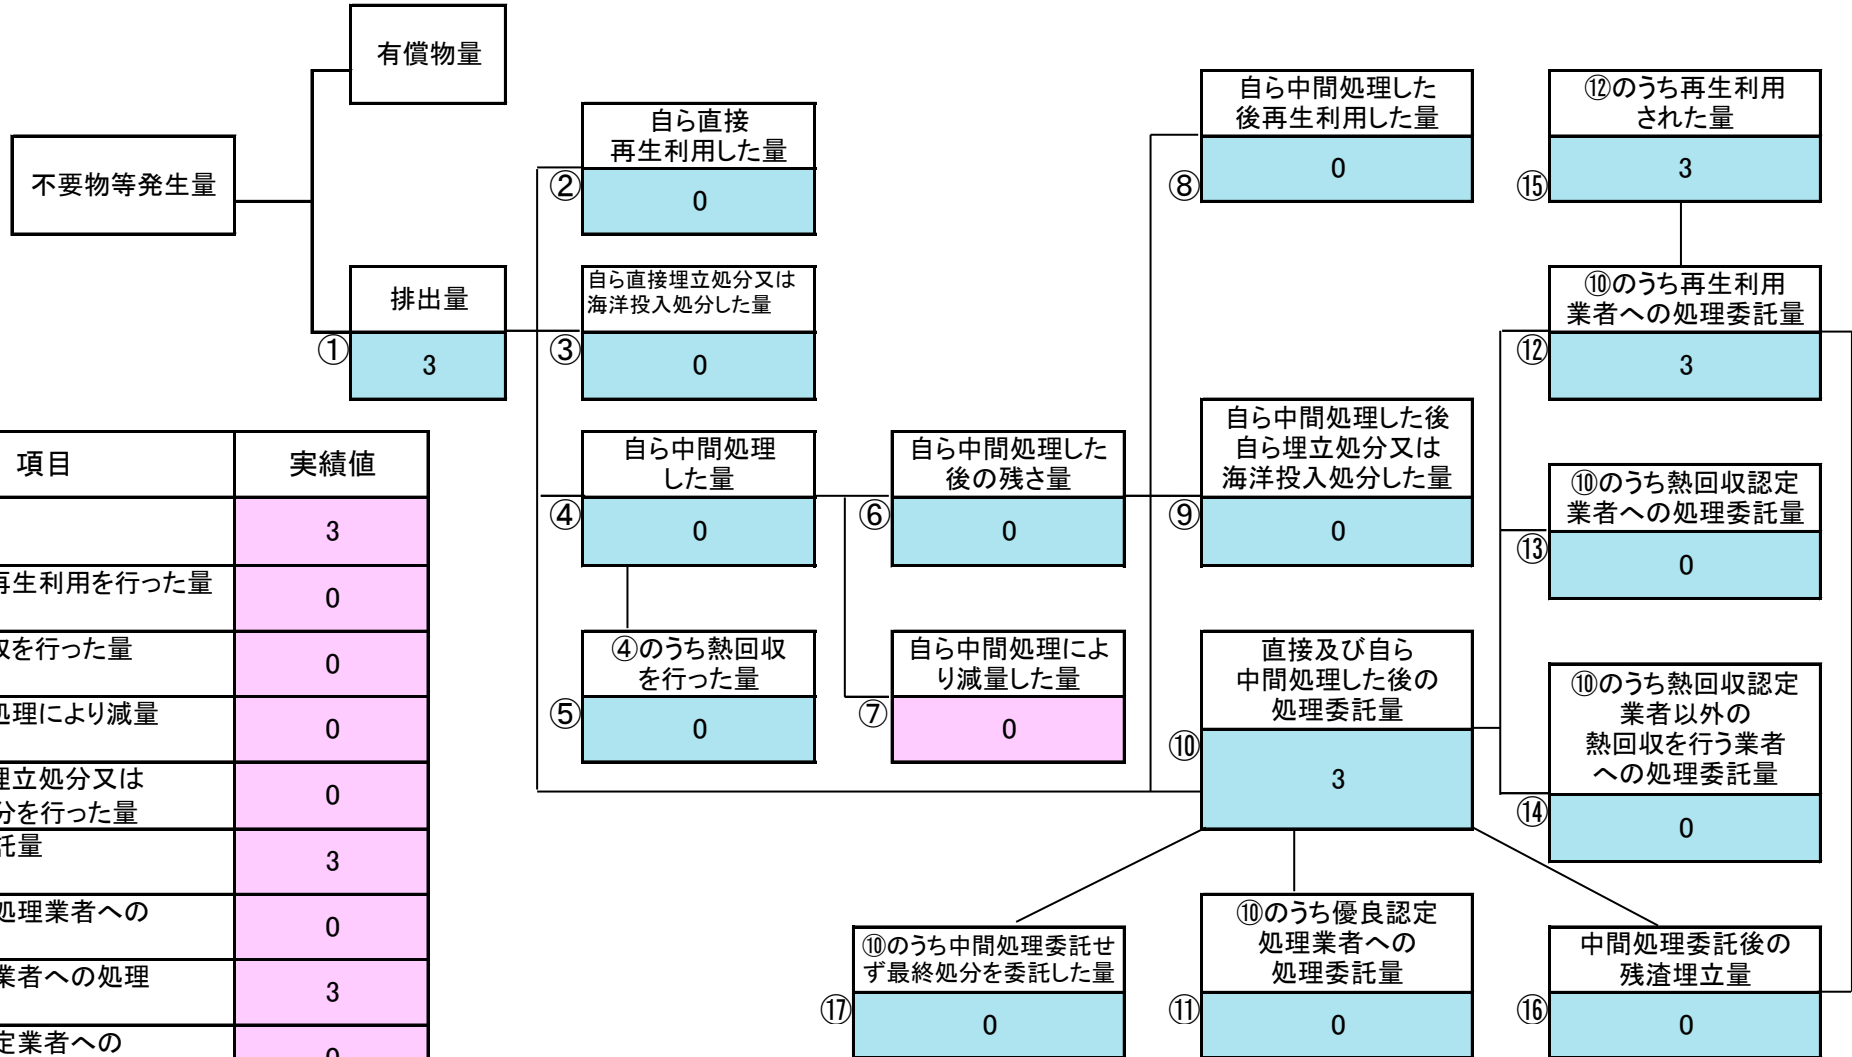 有償物量
不要物等発生量
排出量
①
3
自ら直接
再生利用した量
②
0
自ら直接埋立処分又は
海洋投入処分した量
③
0
自ら中間処理
した量
④
0
④のうち熱回収
を行った量
⑤
0
自ら中間処理した
後の残さ量
⑥
0
自ら中間処理によ
り減量した量
⑦
0
自ら中間処理した
後再生利用した量
⑧
0
自ら中間処理した後
自ら埋立処分又は
海洋投入処分した量
⑨
0
直接及び自ら
中間処理した後の
処理委託量
⑩
3
⑫のうち再生利用
された量
⑮
3
⑩のうち再生利用
業者への処理委託量
⑫
3
⑩のうち熱回収認定
業者への処理委託量
⑬
0
⑩のうち熱回収認定
業者以外の
熱回収を行う業者
への処理委託量
⑭
0
⑩のうち中間処理委託せ
ず最終処分を委託した量
⑰
0
⑩のうち優良認定
処理業者への
処理委託量
⑪
0
中間処理委託後の
残渣埋立量
⑯
0
項目 実績値
3
再生利用を行った量 0
収を行った量 0
処理により減量 0
埋立処分又は
分を行った量 0
託量 3
処理業者への 0
業者への処理 3
定業者への 0